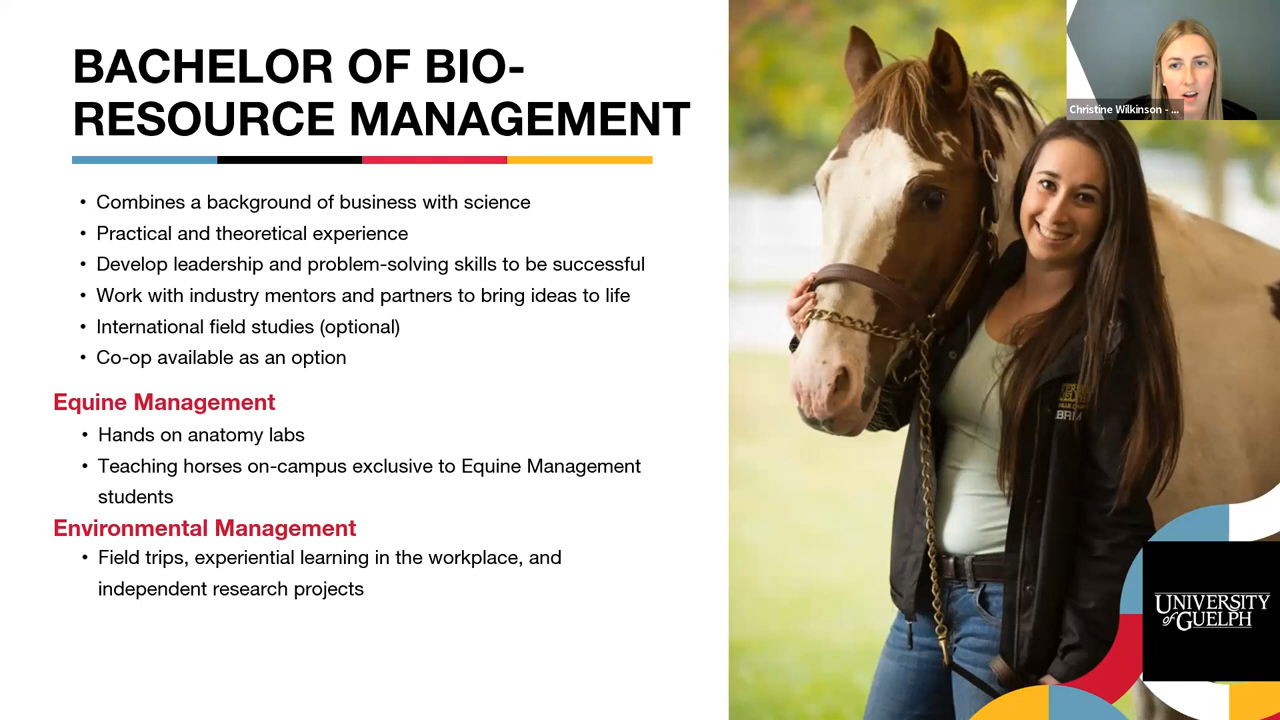 BACHELOR OF BIO-
RESOURCE MANAGEMENT
• Combines a background of business with science
• Practical and theoretical experience
• Develop leadership and problem-solving skills to be successful
• Work with industry mentors and partners to bring ideas to life
• International field studies (optional)
• Co-op available as an option
Equine Management
• Hands on anatomy labs
• Teaching horses on-campus exclusive to Equine Management
students
Environmental Management
• Field trips, experiential learning in the workplace, and
independent research projects
Christine Wilkinson - ...
UNIVERSITY
of GUELPH